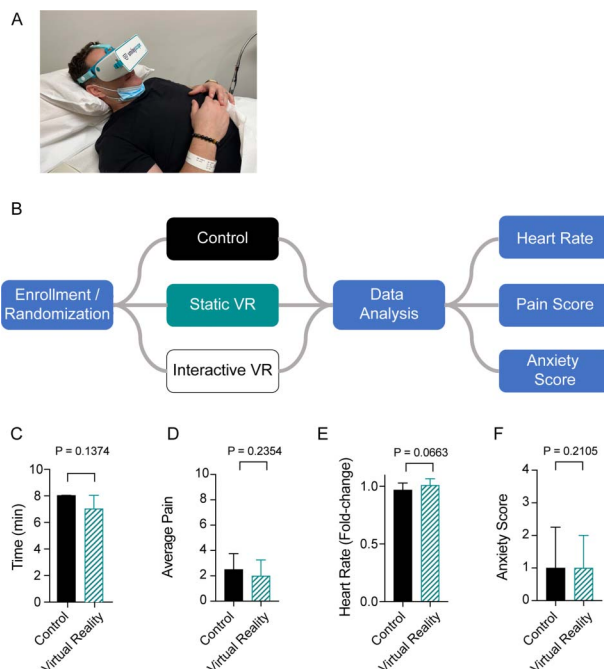 A
B
Control
Heart Rate
Enrollment /
Randomization
Static VR
Data
Analysis
Pain Score
Interactive VR
Anxiety
Score
C
P = 0.1374
Time (min)
10
8
6
4
2
0
Control
Virtual Reality
D
P = 0.2354
Average Pain
10
8
6
4
2
0
Control
Virtual Reality
E
P = 0.0663
Heart Rate (Fold-change)
1.0
0.5
0.0
Control
Virtual Reality
F
P = 0.2105
Anxiety Score
4
3
2
1
0
Control
Virtual Reality